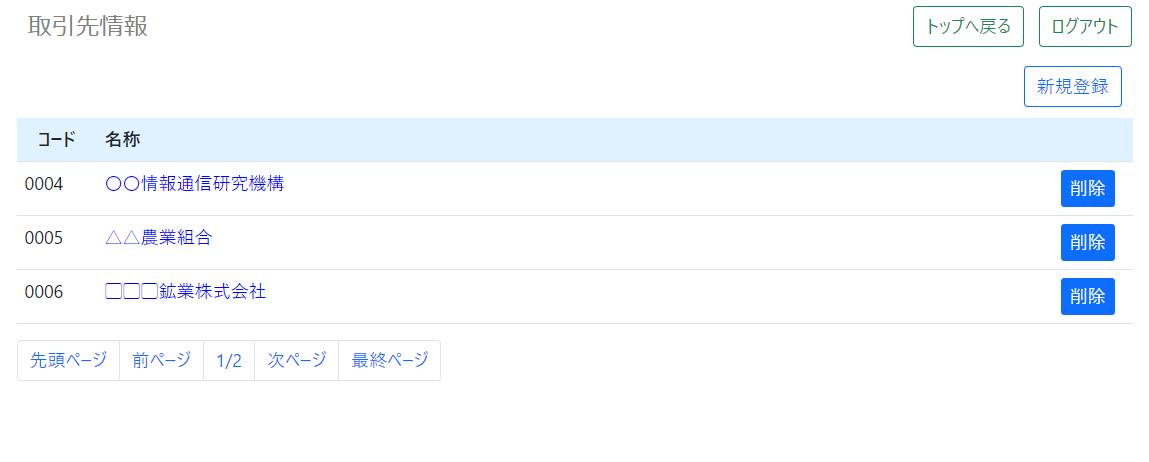 取引先情報 トップへ戻る ログアウト
新規登録
コード 名称
0004 〇〇情報通信研究機構 削除
0005 △△農業組合 削除
0006 □□□鉱業株式会社 削除
先頭ページ 前ページ 1/2 次ページ 最終ページ